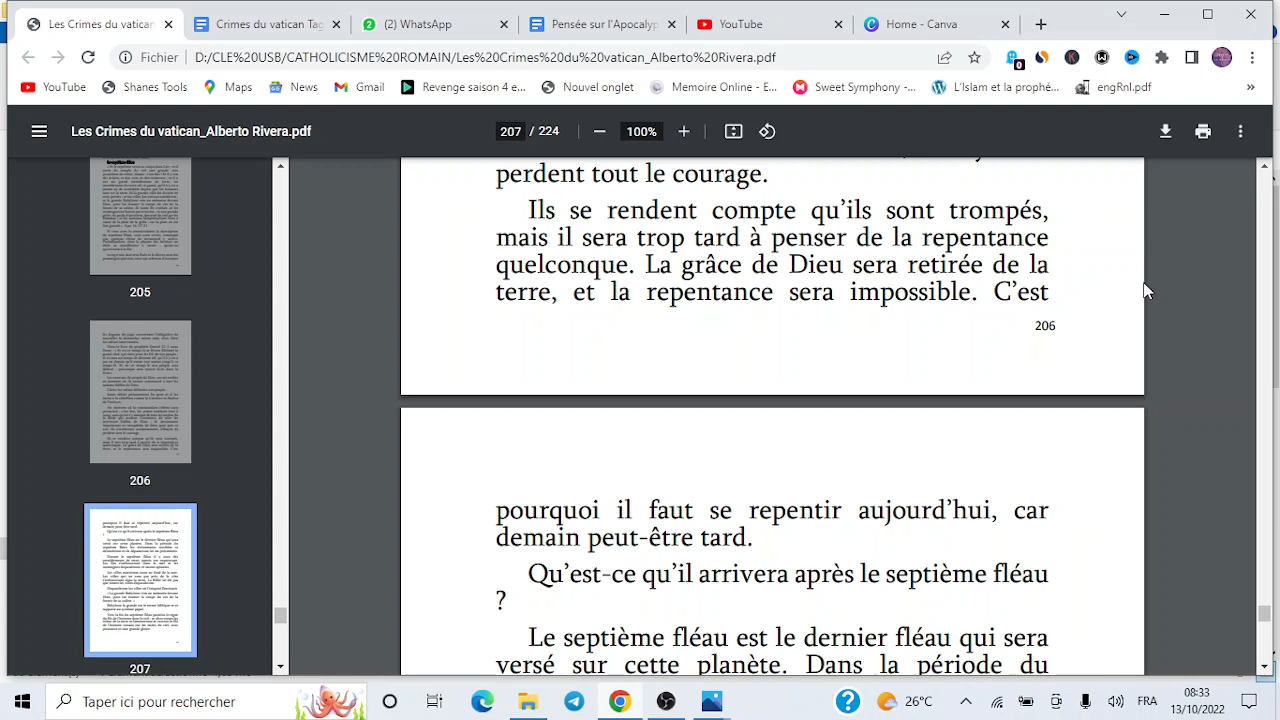 Les Crimes du vatican_Alberto
Crimes du vatican Tag
(2) WhatsApp
Pensée sur l'Apocalyp
YouTube
Home - Canva
Fichier
D:/CLE%20USB/CATHOLICISME%20ROMAIN/Les%20Crimes%20du%20vatican_Alberto%20Rivera.pdf
YouTube
Shanes Tools
Maps
News
Gmail
Revenge saison 4 e...
Nouvel onglet
Memoire Online - E...
Sweet Symphony -...
L'Islam et la prophé...
engRnl.pdf
Les Crimes du vatican_Alberto Rivera.pdf
207 / 224
100%
205
206
207
perdent tout le courage.
Ils se rendent compte qu'ils sont trompés,
mais il sera trop tard à penser de la repentance
quelconque. La grâce de Dieu sera retirée de la
terre, et la repentance sera impossible. C'est
206
pourquoi il faut se repentir aujourd'hui, car
demain peut-être tard.
Qu'est-ce qu'il arrivera après le septième fléau
?
Le septième fléau est le dernier fléau qui sera
versé sur cette planète. Dans la période du
Taper ici pour rechercher
26°C
FRA
08:33
13/10/2022